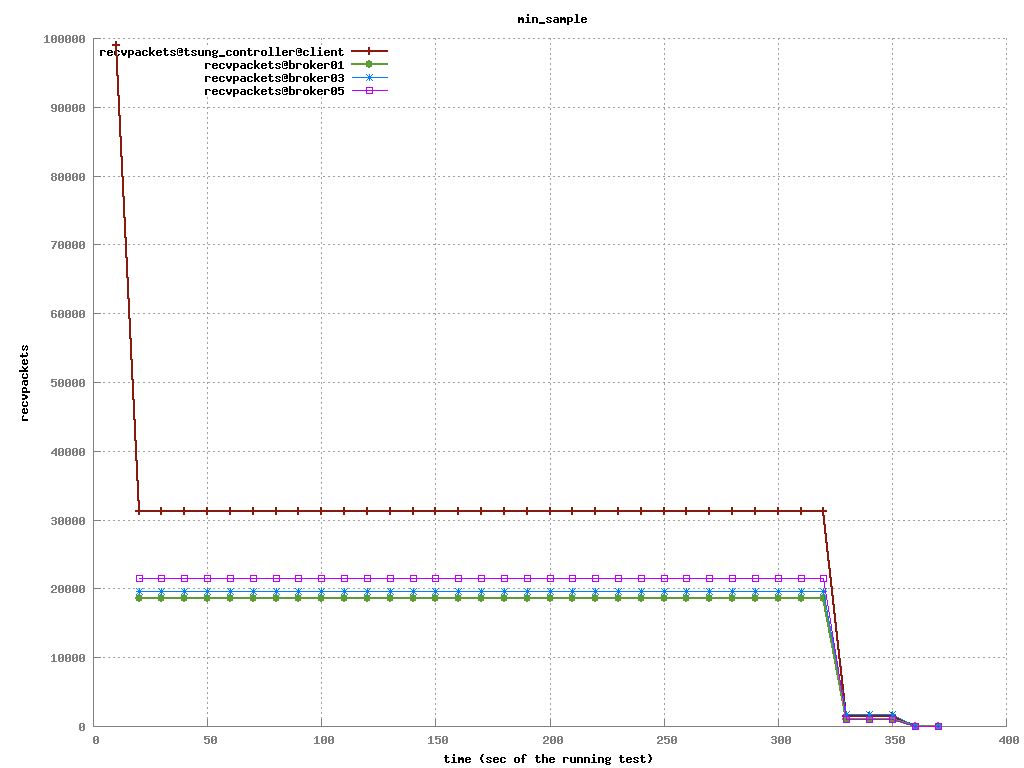 min_sample
100000
recvpackets@tsung_controller@client
recvpackets@broker01
recvpackets@broker03
recvpackets@broker05
90000
80000
70000
60000
50000
40000
30000
20000
10000
0
recvpackets
0 50 100 150 200 250 300 350 400
time (sec of the running test)